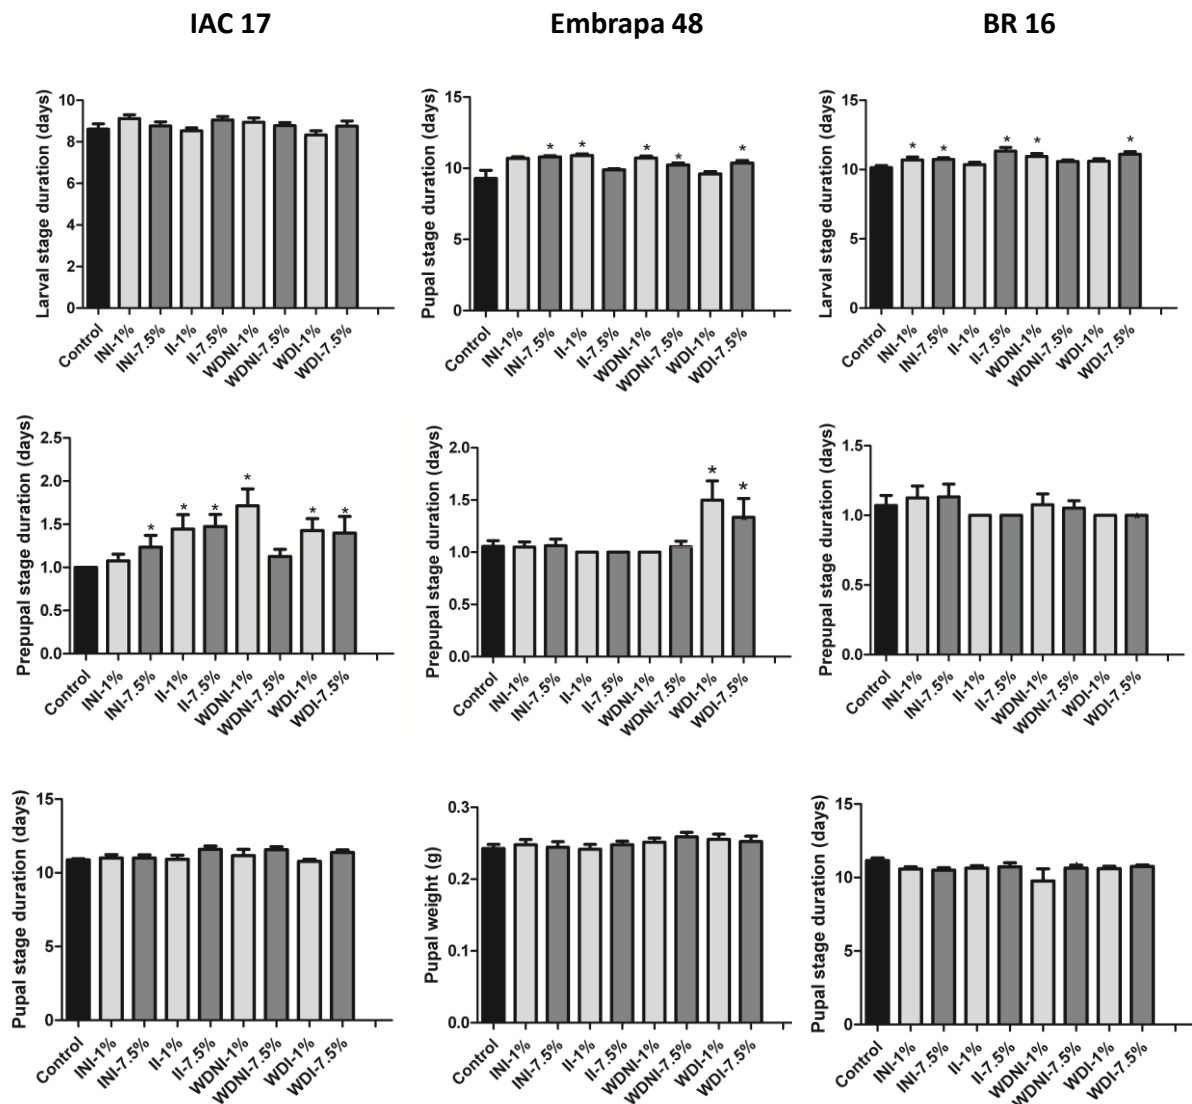 IAC 17 Embrapa 48 BR 16
Larval stage duration (days)
10
8
6
4
2
0
Control INI-1% INI-7.5% II-1% II-7.5% WDNI-1% WDNI-7.5% WDI-1% WDI-7.5%
Pupal stage duration (days)
15
10
5
0
* * * * *
Control INI-1% INI-7.5% II-1% II-7.5% WDNI-1% WDNI-7.5% WDI-1% WDI-7.5%
Larval stage duration (days)
15
10
5
0
* * * * *
Control INI-1% INI-7.5% II-1% II-7.5% WDNI-1% WDNI-7.5% WDI-1% WDI-7.5%
Prepupal stage duration (days)
2.5
2.0
1.5
1.0
0.5
0.0
* * * * * *
Control INI-1% INI-7.5% II-1% II-7.5% WDNI-1% WDNI-7.5% WDI-1% WDI-7.5%
Prepupal stage duration (days)
2.0
1.5
1.0
0.5
0.0
* *
Control INI-1% INI-7.5% II-1% II-7.5% WDNI-1% WDNI-7.5% WDI-1% WDI-7.5%
Prepupal stage duration (days)
1.5
1.0
0.5
0.0
*
Control INI-1% INI-7.5% II-1% II-7.5% WDNI-1% WDNI-7.5% WDI-1% WDI-7.5%
Pupal stage duration (days)
15
10
5
0
Control INI-1% INI-7.5% II-1% II-7.5% WDNI-1% WDNI-7.5% WDI-1% WDI-7.5%
Pupal weight (g)
0.3
0.2
0.1
0.0
Control INI-1% INI-7.5% II-1% II-7.5% WDNI-1% WDNI-7.5% WDI-1% WDI-7.5%
Pupal stage duration (days)
15
10
5
0
Control INI-1% INI-7.5% II-1% II-7.5% WDNI-1% WDNI-7.5% WDI-1% WDI-7.5%